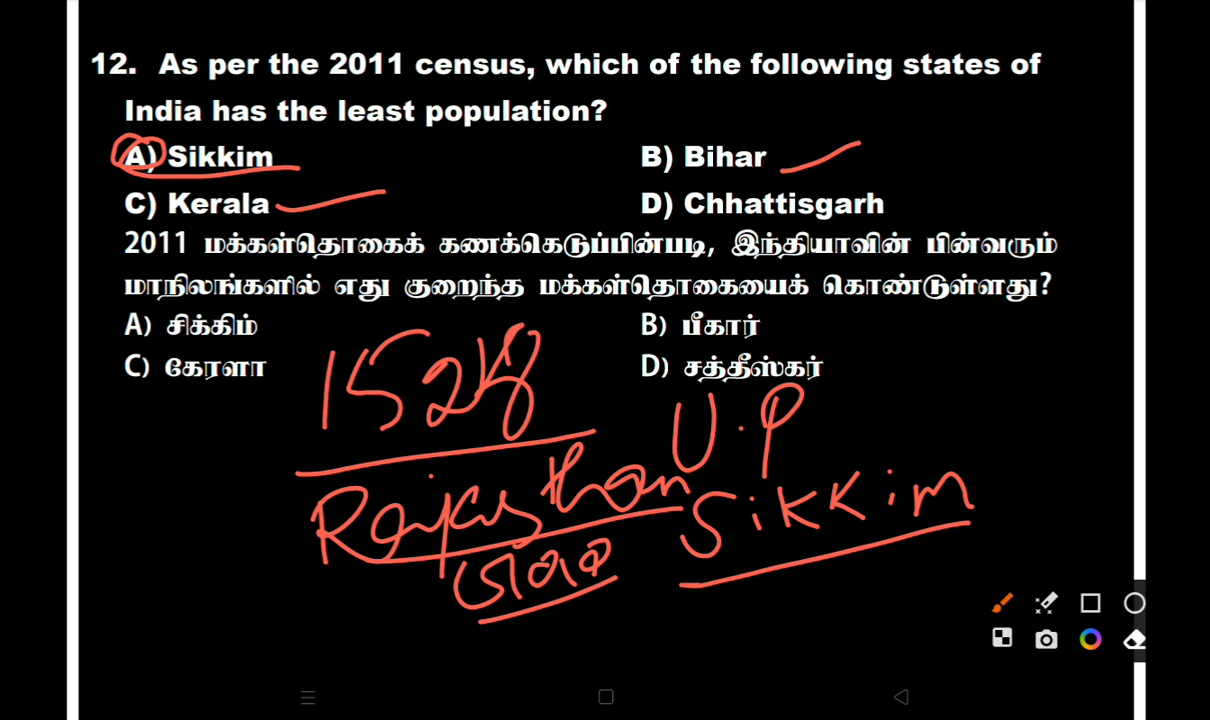 12. As per the 2011 census, which of the following states of
India has the least population?
A) Sikkim B) Bihar
C) Kerala D) Chhattisgarh
2011 மக்கள்தொகைக் கணக்கெடுப்பின்படி, இந்தியாவின் பின்வரும்
மாநிலங்களில் எது குறைந்த மக்கள்தொகையைக் கொண்டுள்ளது?
A) சிக்கிம் B) பீகார்
C) கேரளா D) சத்தீஸ்கர்
U.P
Rajasthan Sikkim